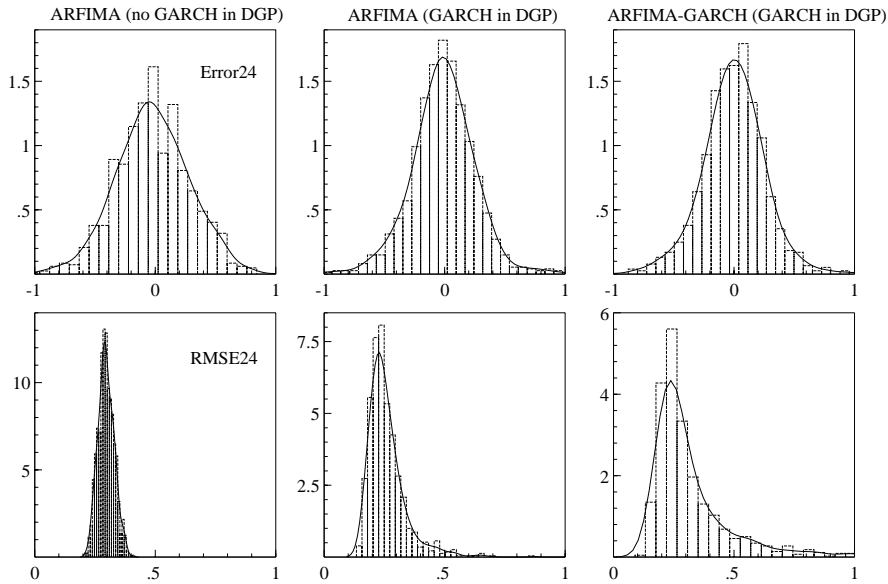 ARFIMA (no GARCH in DGP) ARFIMA (GARCH in DGP) ARFIMA-GARCH (GARCH in DGP)
Error24
1.5 1.5 1.5
1 1 1
.5 .5 .5
-1 0 1 -1 0 1 -1 0 1
RMSE24
10 7.5 6
5 5 4
2.5 2
0 .5 1 0 .5 1 0 .5 1